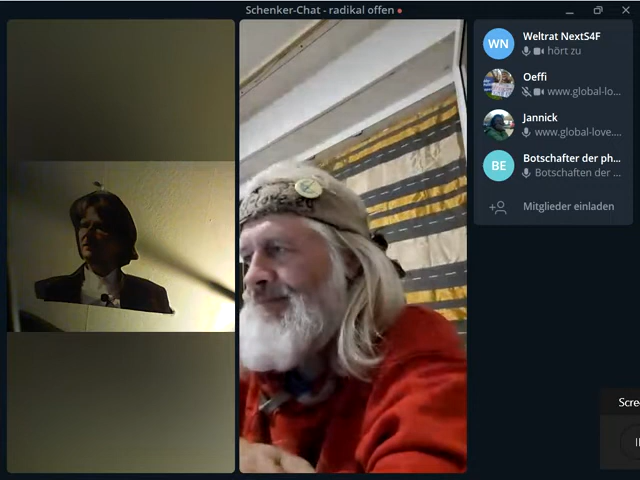 Schenker-Chat - radikal offen
WN
Weltrat NextS4F
hört zu
Oeffi
www.global-lo...
Jannick
www.global-love....
BE
Botschafter der ph...
Botschaften der ...
Mitglieder einladen
Scre